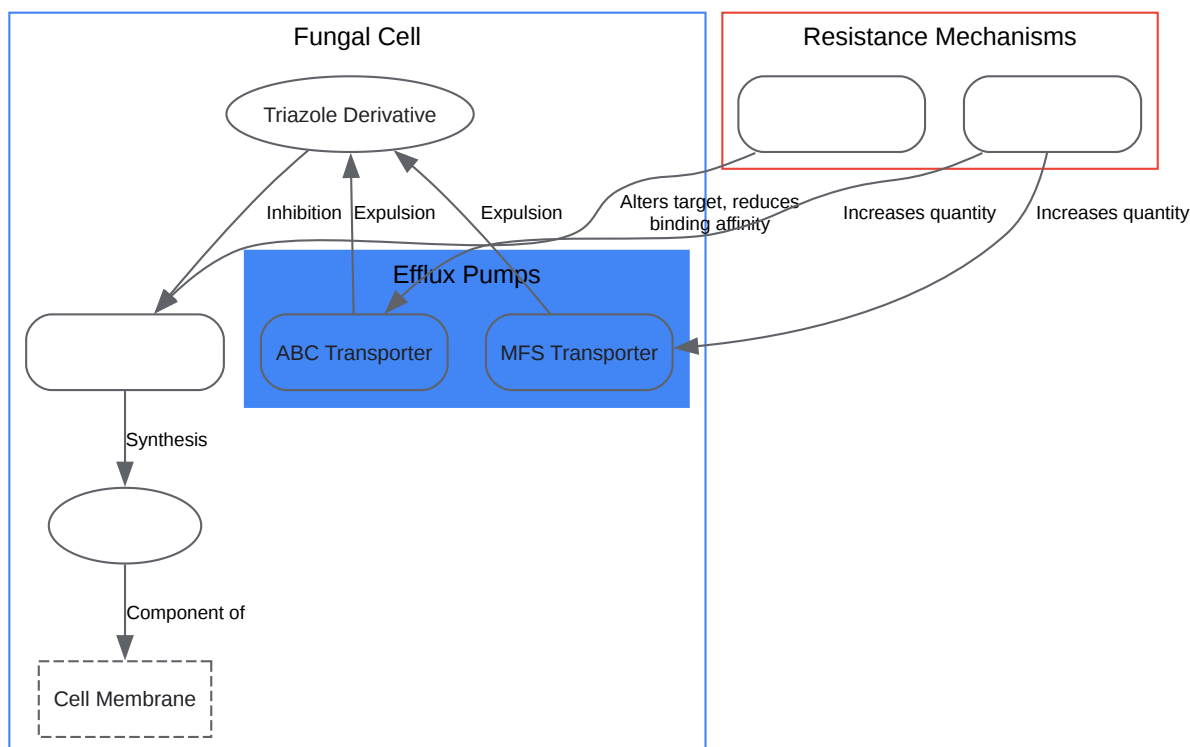 Fungal Cell
Resistance Mechanisms
Triazole Derivative
Inhibition
Expulsion
Expulsion
Alters target, reduces
binding affinity
Increases quantity
Increases quantity
Efflux Pumps
ABC Transporter
MFS Transporter
Synthesis
Component of
Cell Membrane